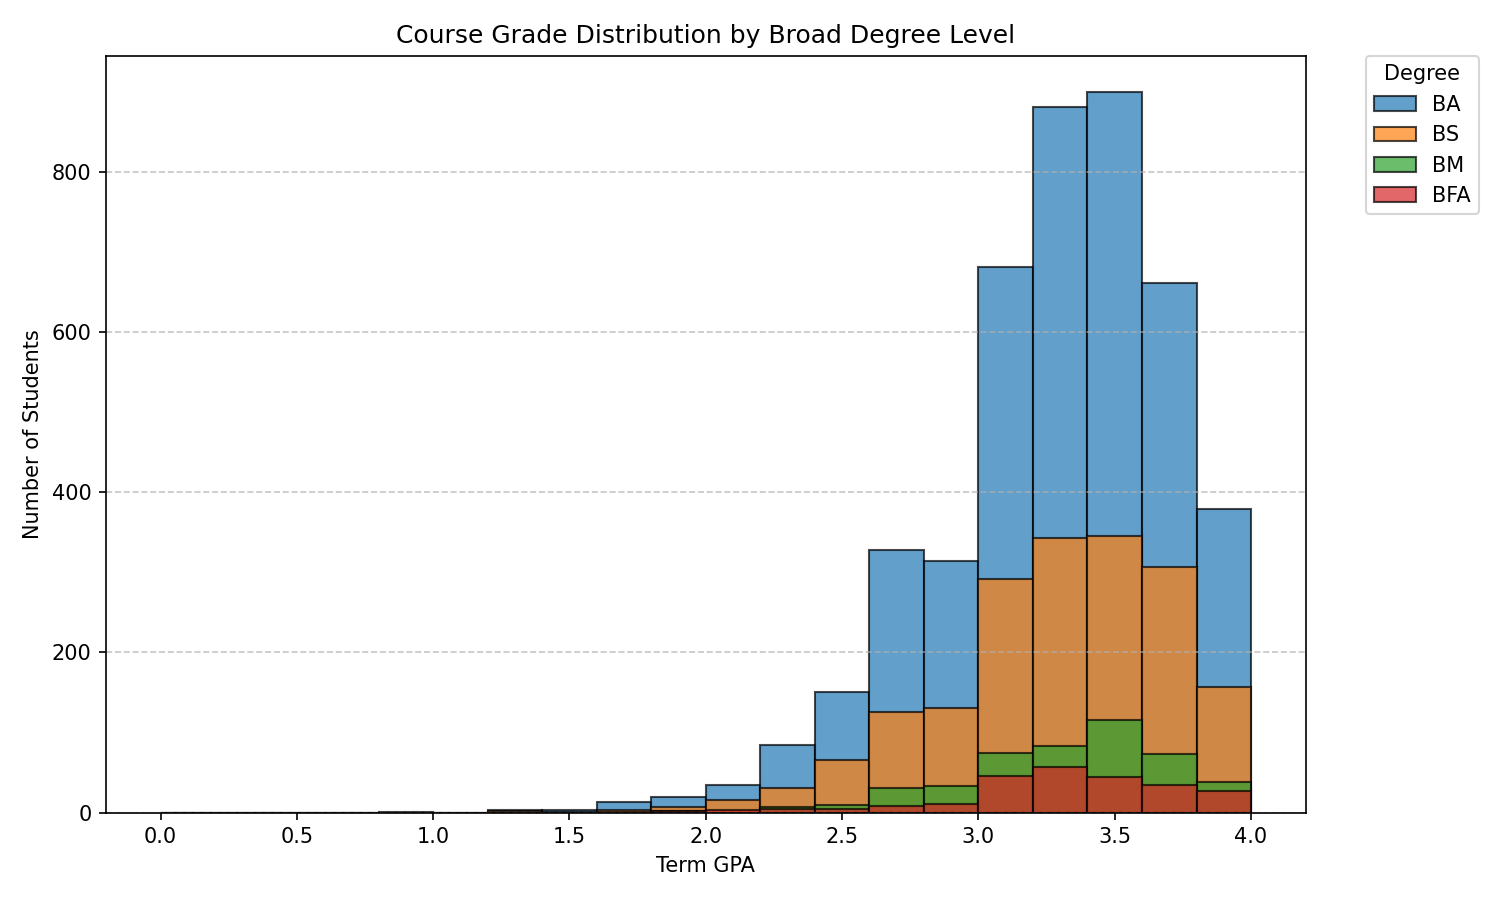 Course Grade Distribution by Broad Degree Level
Degree
BA
BS
BM
BFA
Number of Students
800
600
400
200
0
0.0 0.5 1.0 1.5 2.0 2.5 3.0 3.5 4.0
Term GPA